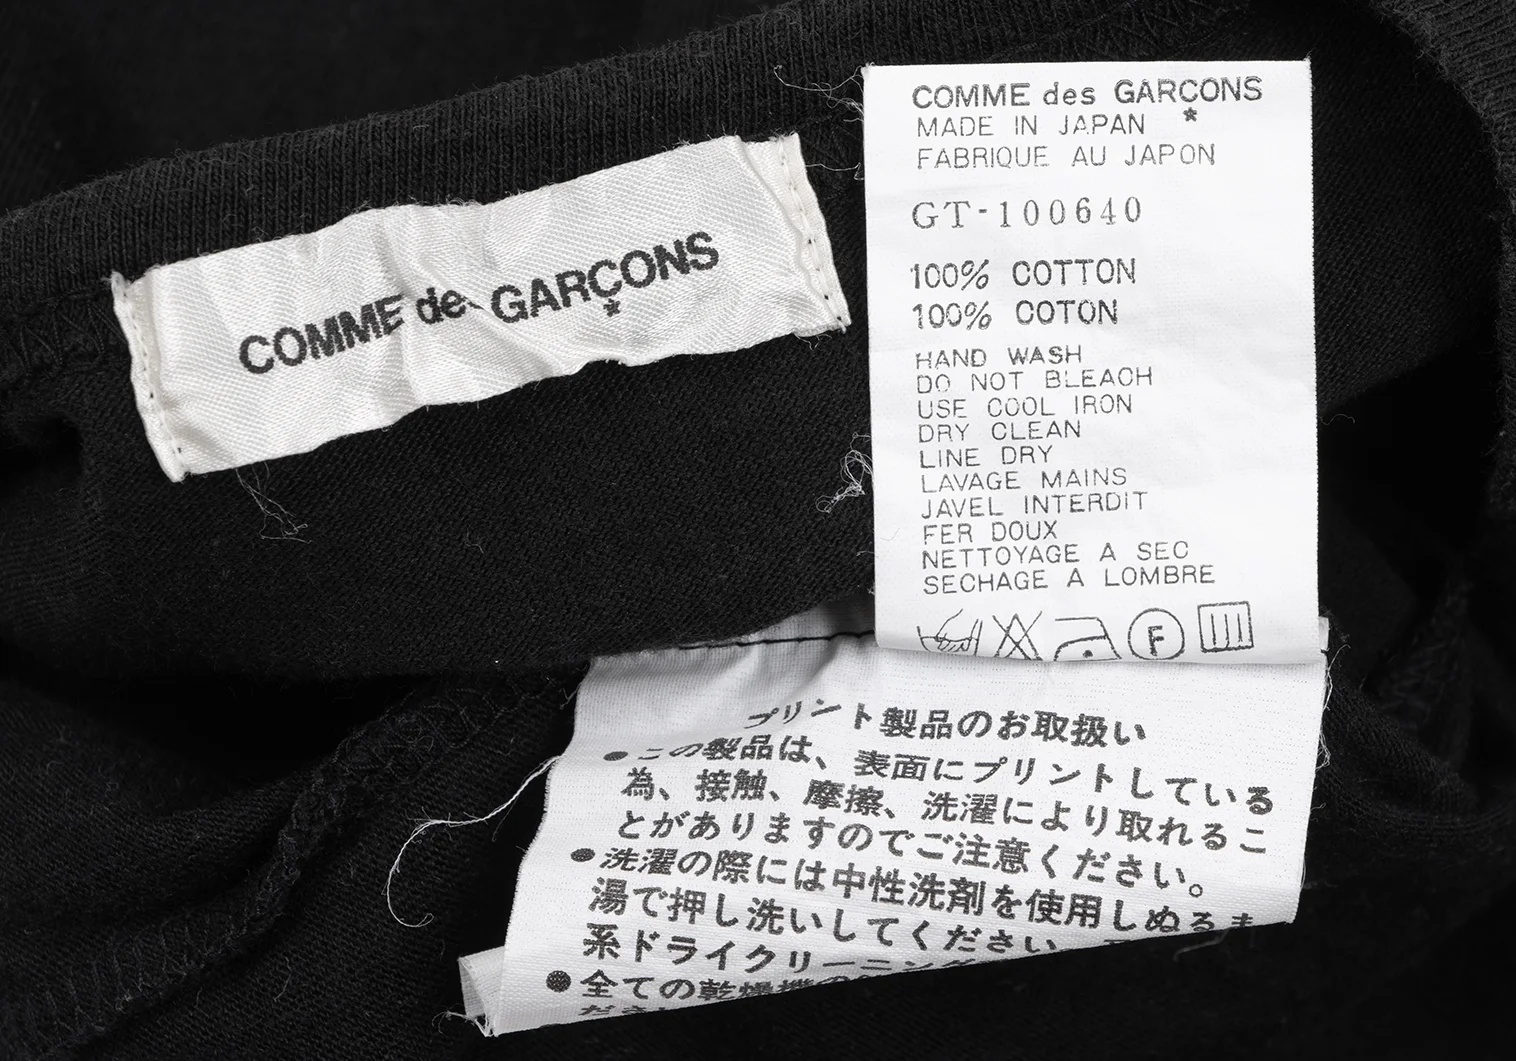 COMME des GARÇONS
COMME des GARÇONS
MADE IN JAPAN *
FABRIQUE AU JAPON
GT-100640
100% COTTON
100% COTON
HAND WASH
DO NOT BLEACH
USE COOL IRON
DRY CLEAN
LINE DRY
LAVAGE MAINS
JAVEL INTERDIT
FER DOUX
NETTOYAGE A SEC
SECHAGE A LOMBRE
F
プリント製品のお取扱い
●この製品は、表面にプリントしている
為、接触、摩擦、洗濯により取れるこ
とがありますのでご注意ください。
●洗濯の際には中性洗剤を使用しぬるま
湯で押し洗いしてください。
系ドライクリーニング
●全ての乾燥機の
ださい